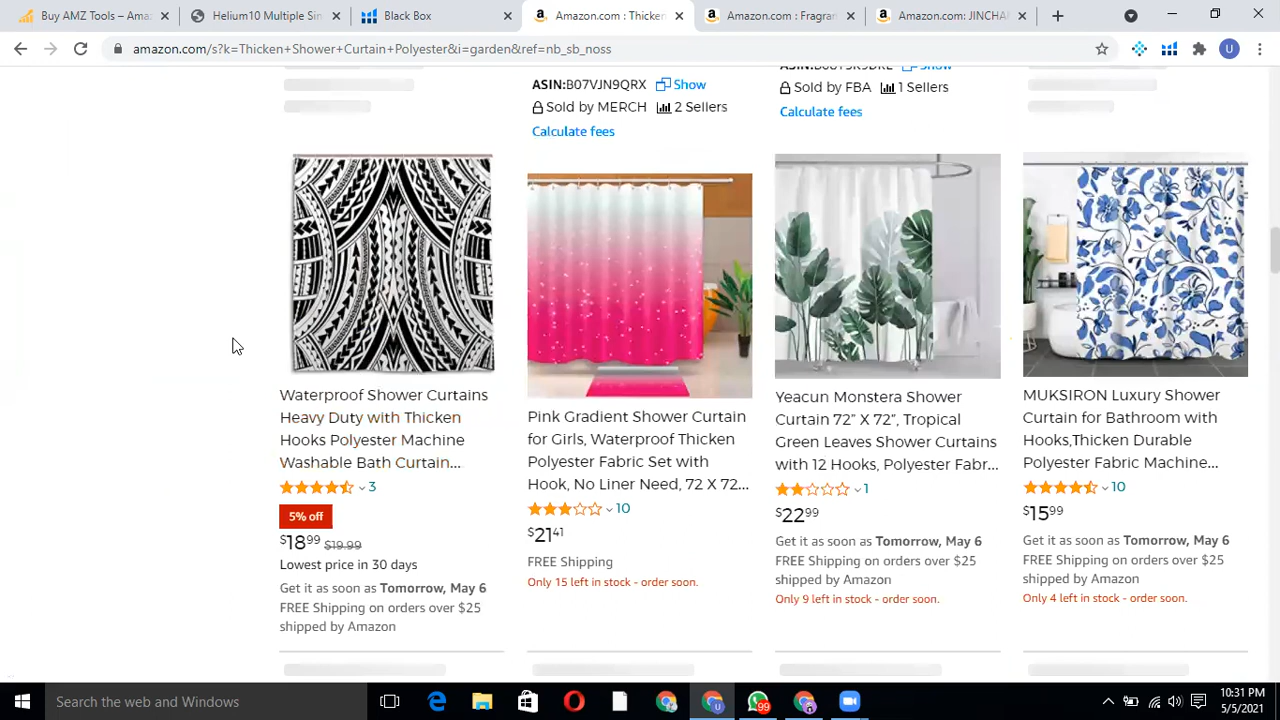 Buy AMZ Tools – Ama
Helium10 Multiple Sin
Black Box
Amazon.com : Thicken
Amazon.com : Fragran
Amazon.com: JINCHAN
amazon.com/s?k=Thicken+Shower+Curtain+Polyester&i=garden&ref=nb_sb_noss
U
ASIN:B07VJN9QRX Show
Sold by MERCH 2 Sellers
Calculate fees
Show
Sold by FBA 1 Sellers
Calculate fees
Waterproof Shower Curtains
Heavy Duty with Thicken
Hooks Polyester Machine
Washable Bath Curtain...
3
5% off
$18.99 $19.99
Lowest price in 30 days
Get it as soon as Tomorrow, May 6
FREE Shipping on orders over $25
shipped by Amazon
Pink Gradient Shower Curtain
for Girls, Waterproof Thicken
Polyester Fabric Set with
Hook, No Liner Need, 72 X 72...
10
$21.41
FREE Shipping
Only 15 left in stock - order soon.
Yeacun Monstera Shower
Curtain 72” X 72”, Tropical
Green Leaves Shower Curtains
with 12 Hooks, Polyester Fabr...
1
$22.99
Get it as soon as Tomorrow, May 6
FREE Shipping on orders over $25
shipped by Amazon
Only 9 left in stock - order soon.
MUKSIRON Luxury Shower
Curtain for Bathroom with
Hooks,Thicken Durable
Polyester Fabric Machine...
10
$15.99
Get it as soon as Tomorrow, May 6
FREE Shipping on orders over $25
shipped by Amazon
Only 4 left in stock - order soon.
Search the web and Windows
99
10:31 PM
5/5/2021